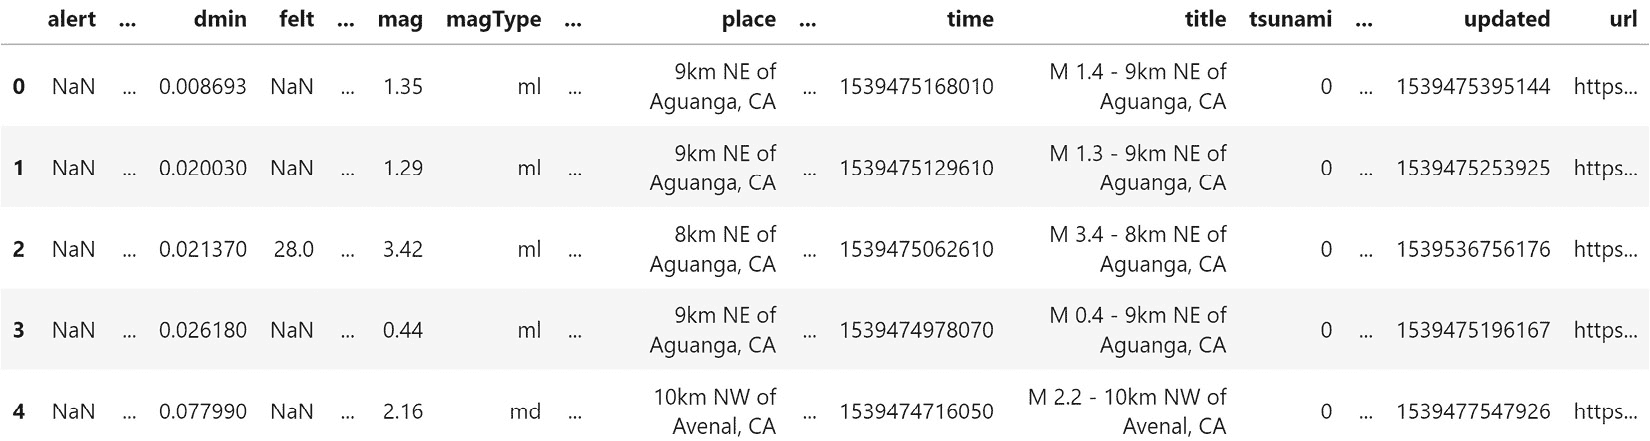 alert ... dmin felt ... mag magType ... place ... time title tsunami ... updated url
0 NaN ... 0.008693 NaN ... 1.35 ml ... 9km NE of Aguanga, CA ... 1539475168010 M 1.4 - 9km NE of Aguanga, CA 0 ... 1539475395144 https...
1 NaN ... 0.020030 NaN ... 1.29 ml ... 9km NE of Aguanga, CA ... 1539475129610 M 1.3 - 9km NE of Aguanga, CA 0 ... 1539475253925 https...
2 NaN ... 0.021370 28.0 ... 3.42 ml ... 8km NE of Aguanga, CA ... 1539475062610 M 3.4 - 8km NE of Aguanga, CA 0 ... 1539536756176 https...
3 NaN ... 0.026180 NaN ... 0.44 ml ... 9km NE of Aguanga, CA ... 1539474978070 M 0.4 - 9km NE of Aguanga, CA 0 ... 1539475196167 https...
4 NaN ... 0.077990 NaN ... 2.16 md ... 10km NW of Avenal, CA ... 1539474716050 M 2.2 - 10km NW of Avenal, CA 0 ... 1539477547926 https...